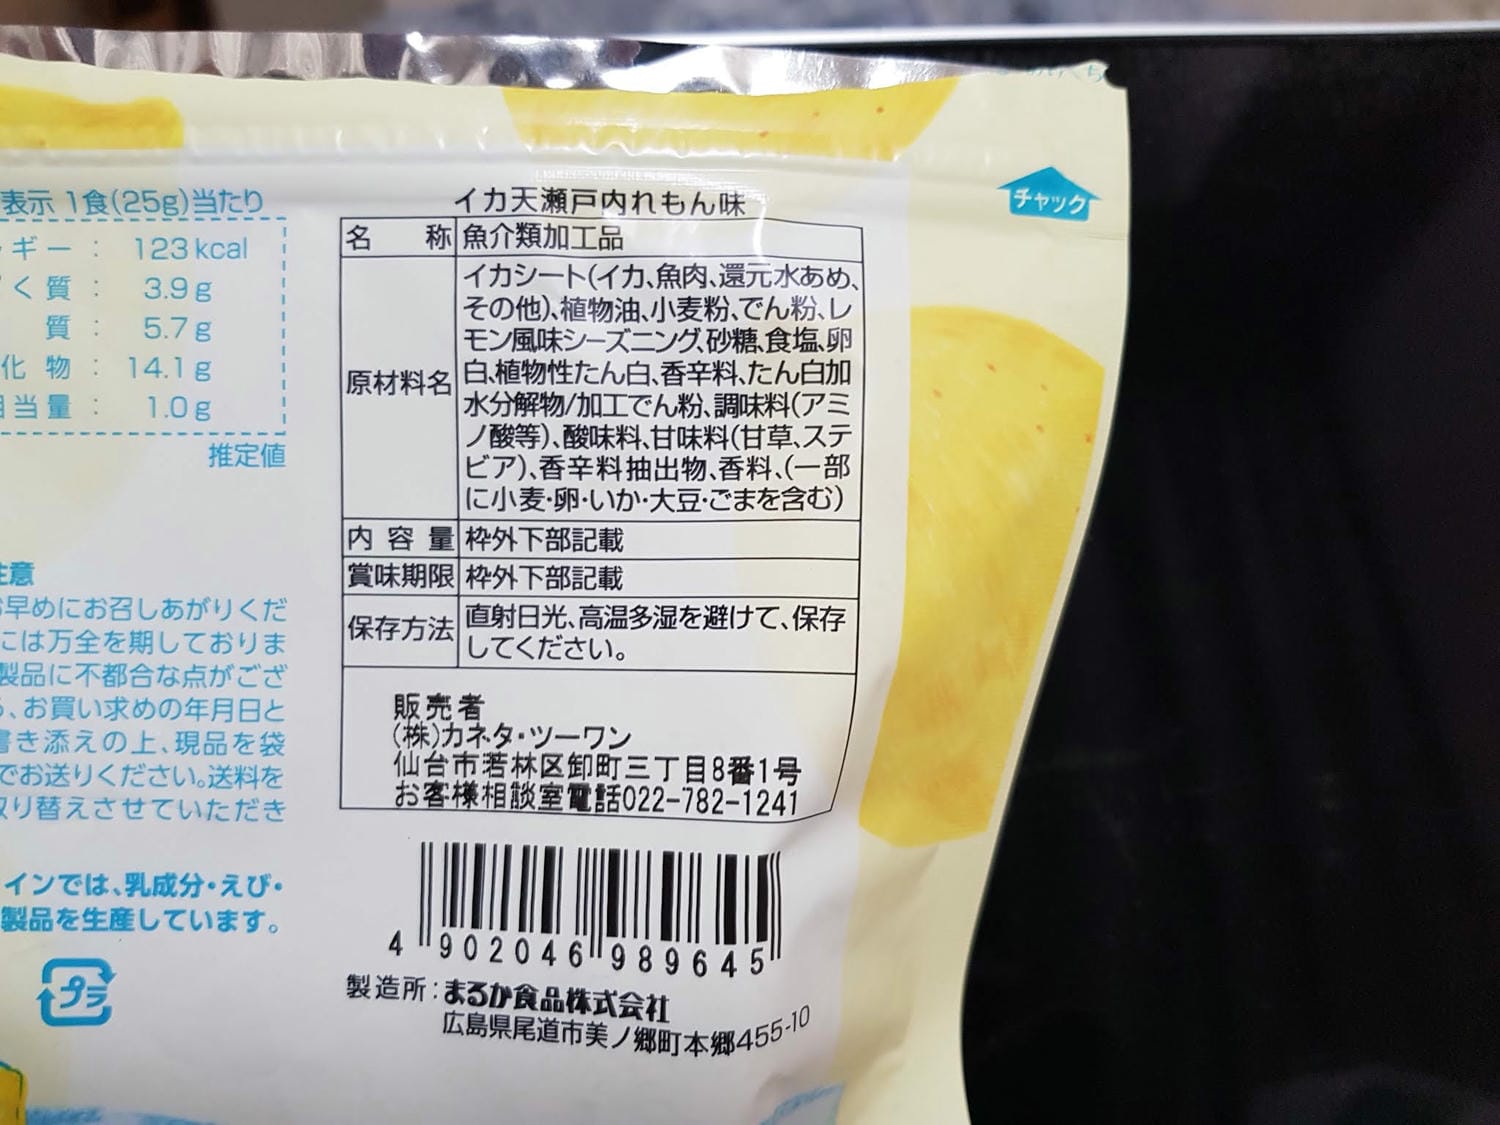 チャック
表示 1食(25g)当たり
ギー : 123kcal
く質 : 3.9g
質 : 5.7g
化物 : 14.1g
当量 : 1.0g
推定値
イカ天瀬戸内れもん味
名称 魚介類加工品
原材料名 イカシート(イカ、魚肉、還元水あめ、
その他)、植物油、小麦粉、でん粉、レ
モン風味シーズニング、砂糖、食塩、卵
白、植物性たん白、香辛料、たん白加
水分解物/加工でん粉、調味料(アミ
ノ酸等)、酸味料、甘味料(甘草、ステ
ビア)、香辛料抽出物、香料、(一部
に小麦・卵・いか・大豆・ごまを含む)
内容量 枠外下部記載
賞味期限 枠外下部記載
保存方法 直射日光、高温多湿を避けて、保存
してください。
販売者
(株)カネタ・ツーワン
仙台市若林区卸町三丁目8番1号
お客様相談室電話022-782-1241
4 902046 989645
製造所:まるか食品株式会社
広島県尾道市美ノ郷町本郷455-10
注意
早めにお召しあがりくだ
には万全を期しておりま
製品に不都合な点がござ
、お買い求めの年月日と
書き添えの上、現品を袋
でお送りください。送料を
取り替えさせていただき
インでは、乳成分・えび・
製品を生産しています。
プラ